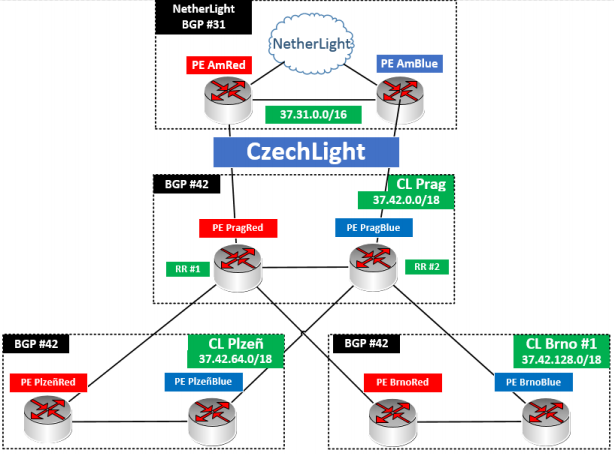 NetherLight
BGP #31
NetherLight
PE AmRed
PE AmBlue
37.31.0.0/16
CzechLight
BGP #42
CL Prag
37.42.0.0/18
PE PragRed
PE PragBlue
RR #1
RR #2
BGP #42
CL Plzeň
37.42.64.0/18
BGP #42
CL Brno #1
37.42.128.0/18
PE PlzeňRed
PE PlzeňBlue
PE BrnoRed
PE BrnoBlue